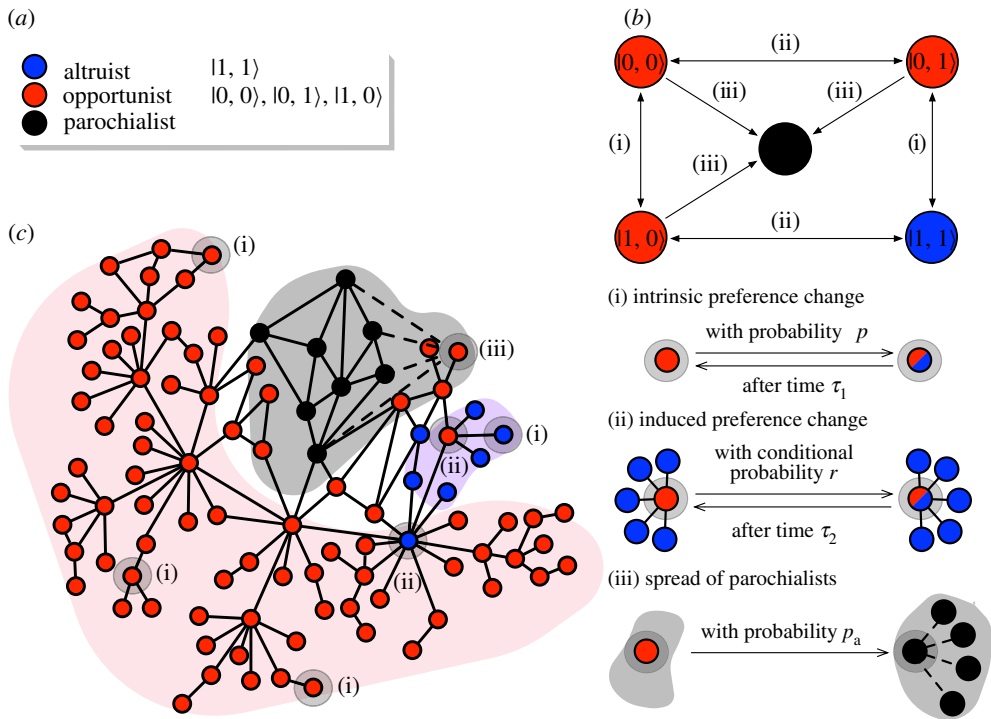 (a)
altruist |1, 1⟩
opportunist |0, 0⟩, |0, 1⟩, |1, 0⟩
parochialist
(b)
(ii)
|0, 0⟩ |0, 1⟩
(iii) (iii)
(i) (i)
(iii)
(ii)
|1, 0⟩ |1, 1⟩
(c)
(i)
(iii)
(i)
(ii)
(i)
(ii)
(i)
(i) intrinsic preference change
with probability p
after time τ1
(ii) induced preference change
with conditional
probability r
after time τ2
(iii) spread of parochialists
with probability pa